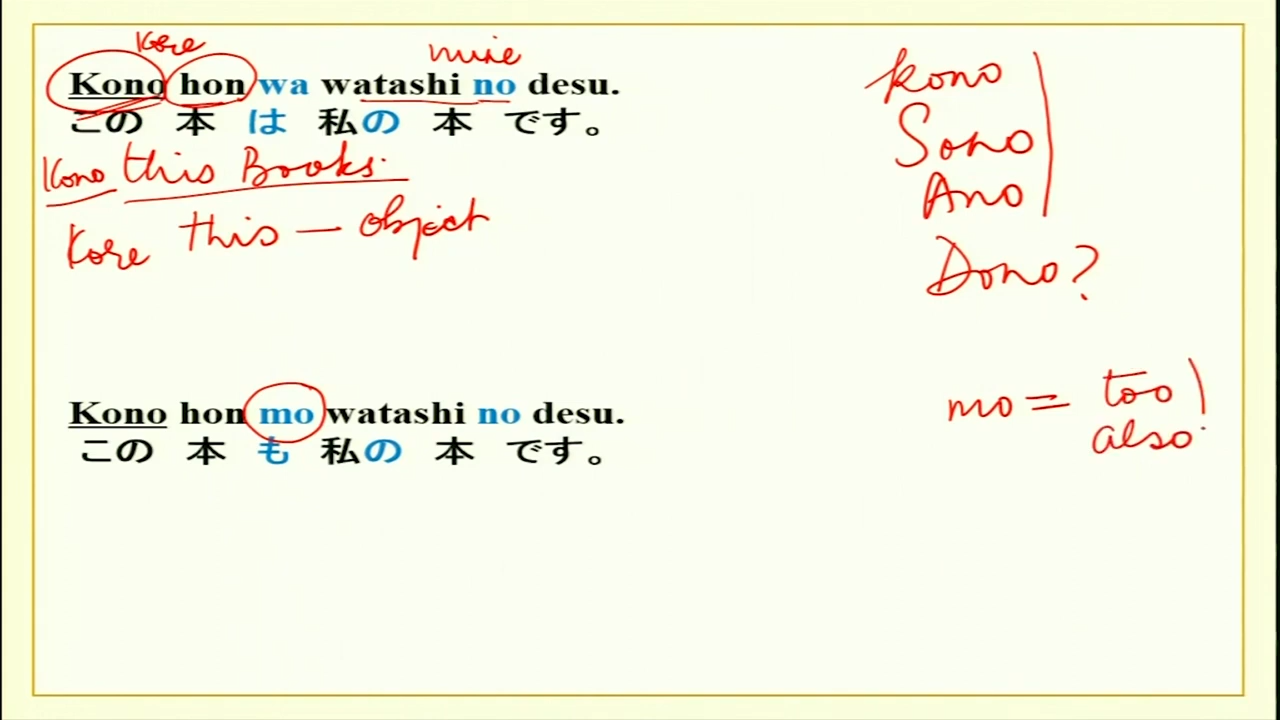 Kore
mine
Kono hon wa watashi no desu.
この 本 は 私の 本 です。
Kono this Books.
Kore this — object
kono
Sono
Ano
Dono?
Kono hon mo watashi no desu.
この 本 も 私の 本 です。
mo = too
also